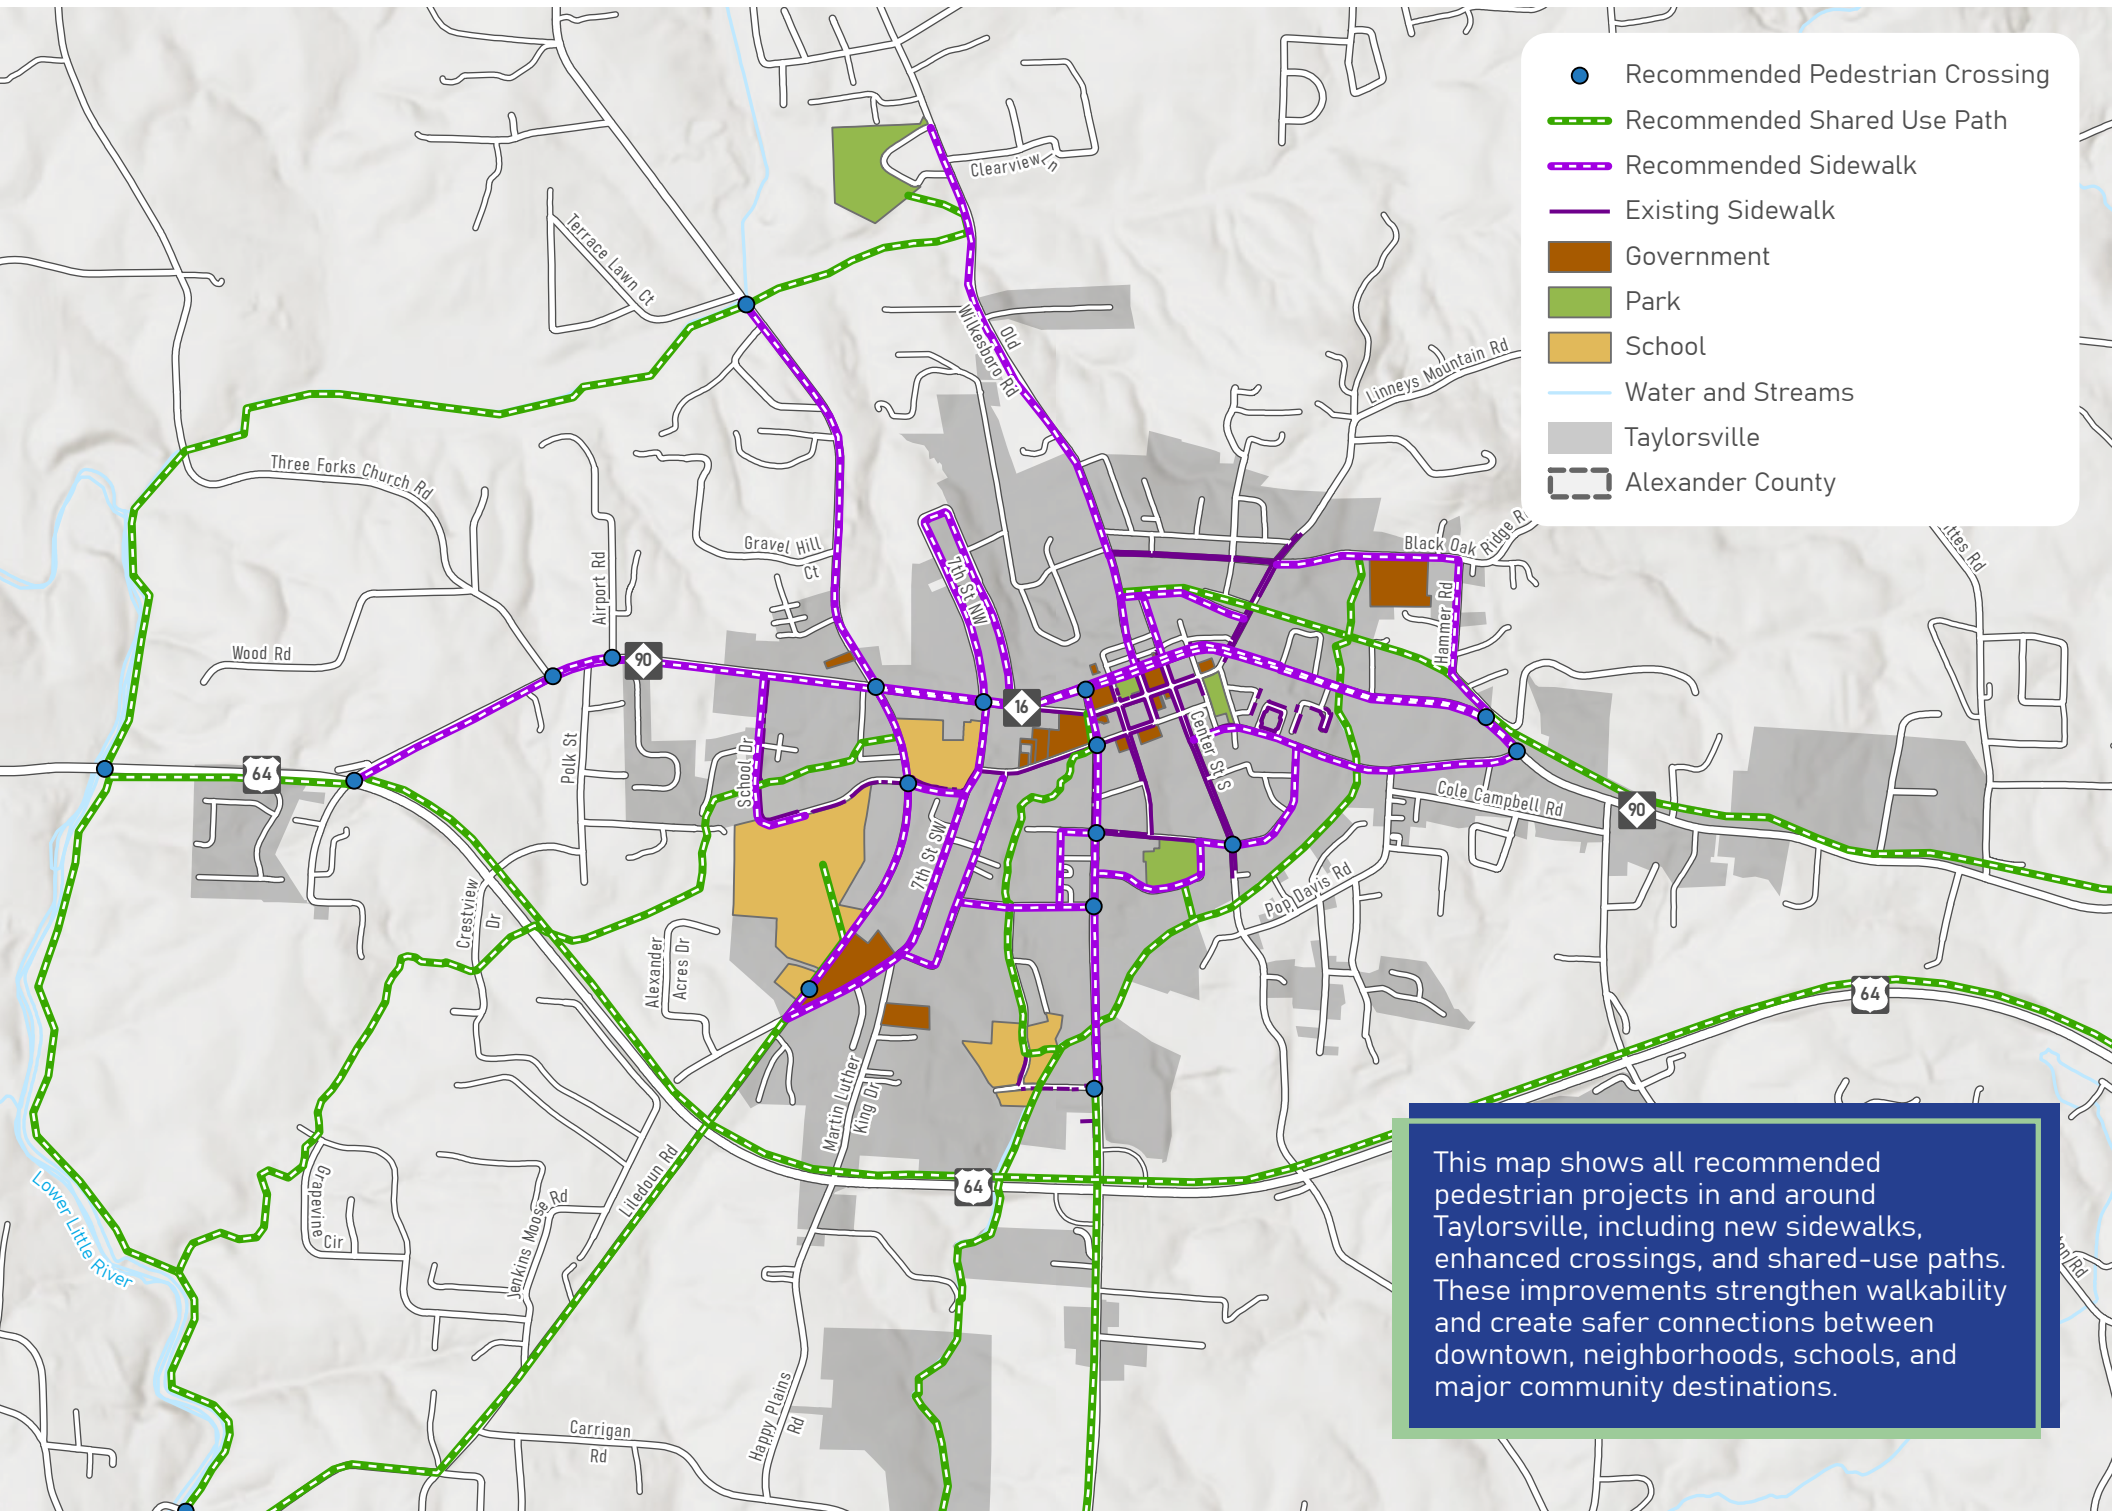 Recommended Pedestrian Crossing
Recommended Shared Use Path
Recommended Sidewalk
Existing Sidewalk
Government
Park
School
Water and Streams
Taylorsville
Alexander County
Clearview Ln
Terrace Lawn Ct
Old
Wilkesboro Rd
Linneys Mountain Rd
Three Forks Church Rd
Black Oak Ridge
Gravel Hill
Ct
Airport Rd
7th St NW
Hammer Rd
Wood Rd
90
16
Center St S
64
Polk St
School Dr
Cole Campbell Rd
90
7th St SW
Pop Davis Rd
Crestview
Dr
Alexander
Acres Dr
64
Martin Luther
King Dr
Liledoun Rd
64
Grapevine
Cir
Jenkins Moose Rd
Lower Little River
Happy Plains
Rd
Carrigan
Rd
This map shows all recommended
pedestrian projects in and around
Taylorsville, including new sidewalks,
enhanced crossings, and shared-use paths.
These improvements strengthen walkability
and create safer connections between
downtown, neighborhoods, schools, and
major community destinations.